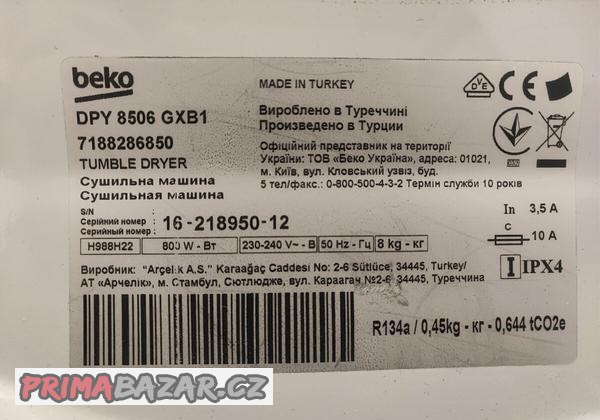 beko
MADE IN TURKEY
DVE
DPY 8506 GXB1
7188286850
TUMBLE DRYER
Сушильна машина
Сушильная машина
Вироблено в Туреччині
Произведено в Турции
Офіційний представник на території
України: ТОВ «Беко Україна», адреса: 01021,
м. Київ, вул. Кловський узвіз, буд.
5 тел/факс: 0-800-500-4-3-2 Термін служби 10 років
S/N
Серійний номер :
Серыйный номер:
16-218950-12
In 3,5 A
H988H22 800 W - Вт 230-240 V~ - В 50 Hz - Гц 8 kg - кг
C
10 A
Виробник: "Arçelik A.S." Karaağaç Caddesi No: 2-6 Sütlüce, 34445, Turkey/
АТ «Арчелік», м. Стамбул, Сютлюдже, вул. Караагач №2-6, 34445, Туреччина
I IPX4
R134a / 0,45kg - кг - 0,644 tCO2e
PRIMABAZAR.CZ